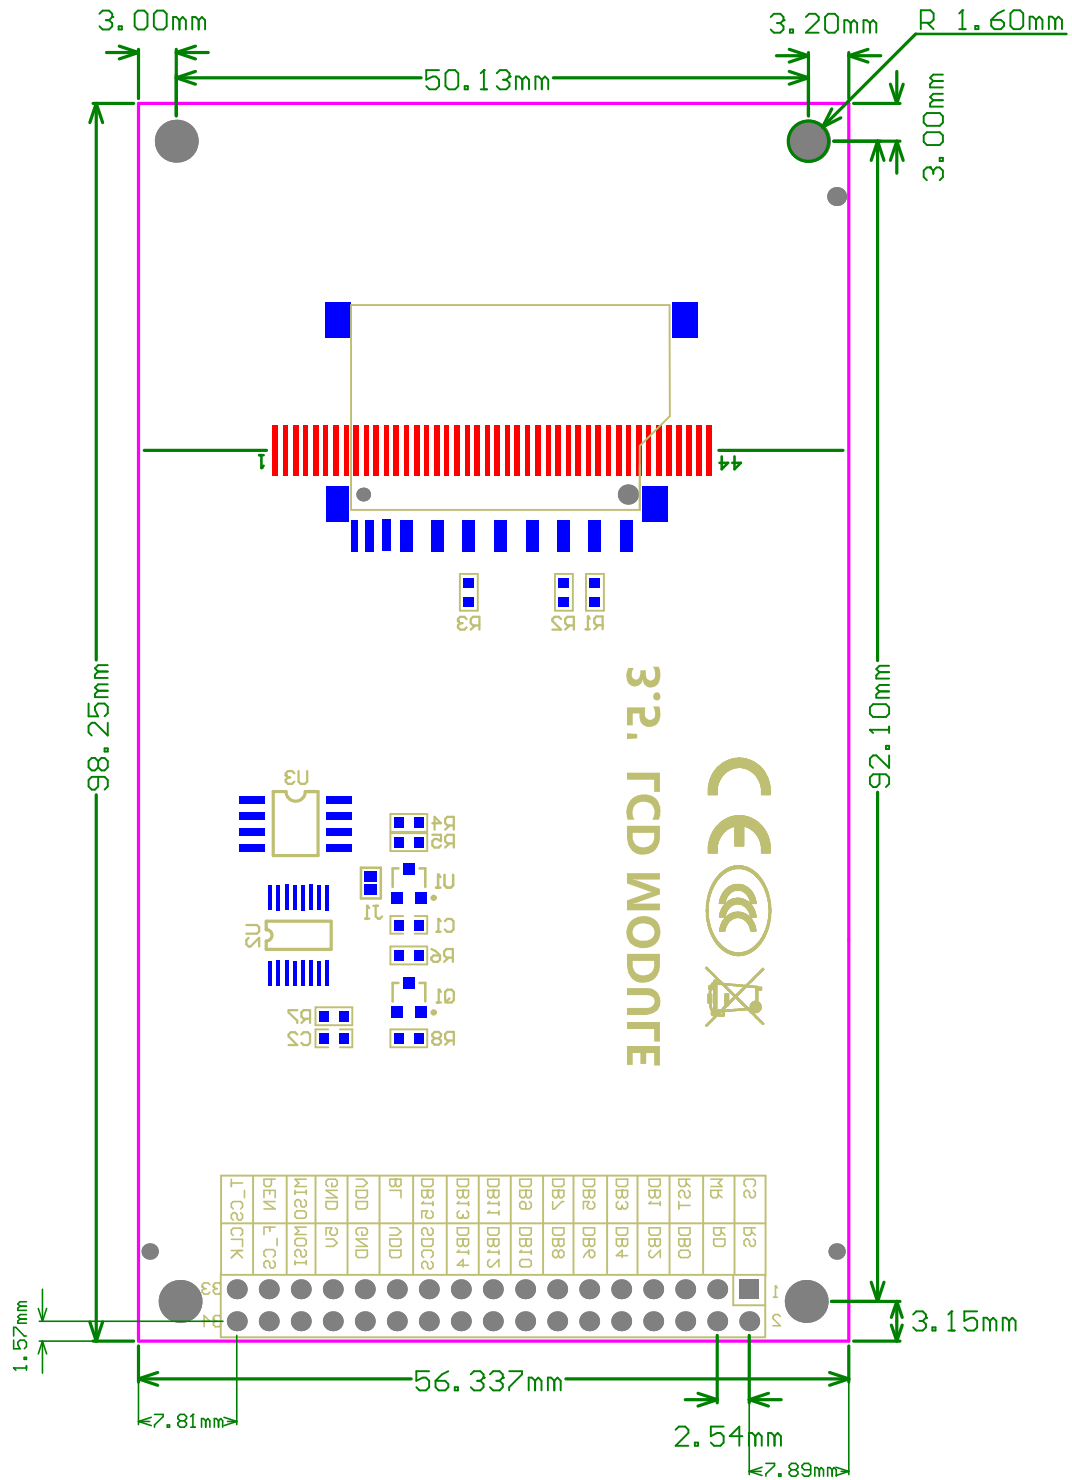 3.00mm
3.20mm
R 1.60mm
50.13mm
3.00mm
1
44
R3
R2
R1
98.25mm
92.10mm
3.5' LCD MODULE
U3
R4
R5
U1
J1
C1
U2
R6
Q1
R7
C2
R8
T_CS PEN MISO GND VDD BL DB15 DB13 DB11 DB9 DB7 DB5 DB3 DB1 RST WR CS
CLK F_CS MOSI 5V GND VDD SDCS DB14 DB12 DB10 DB8 DB6 DB4 DB2 DB0 RD RS
33
1
34
2
1.57mm
3.15mm
56.337mm
7.81mm
2.54mm
7.89mm